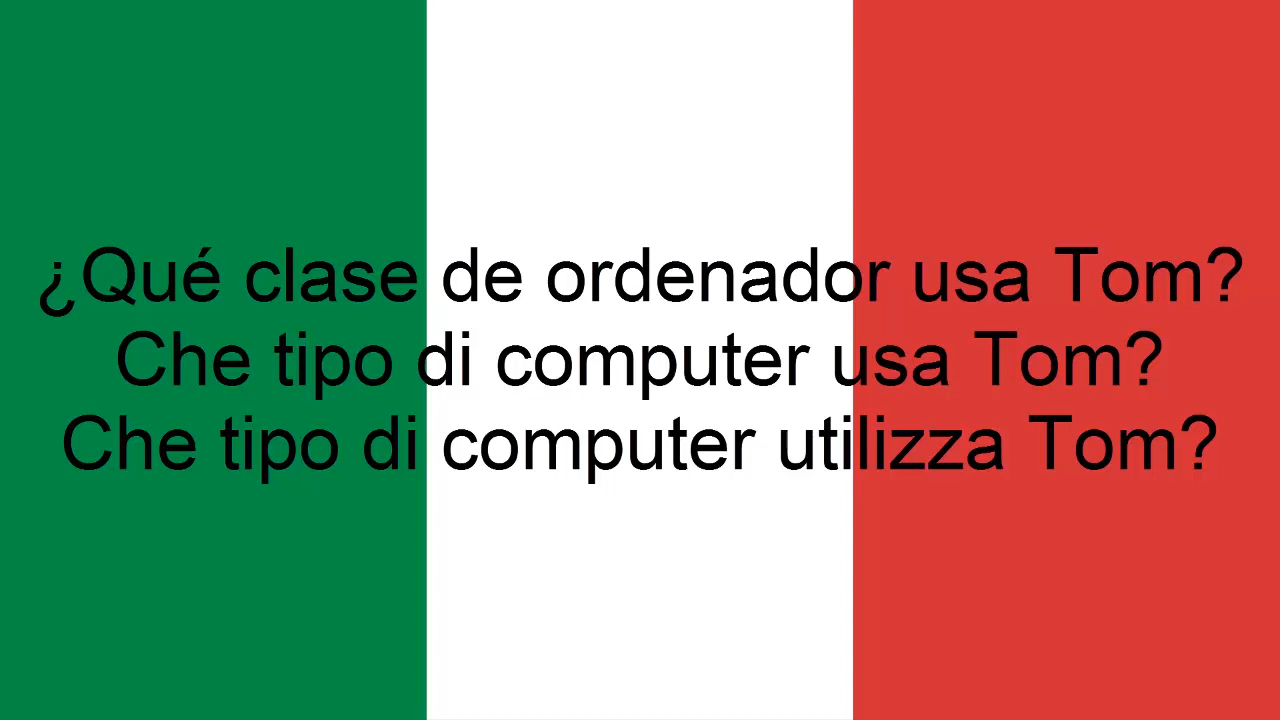 ¿Qué clase de ordenador usa Tom?
Che tipo di computer usa Tom?
Che tipo di computer utilizza Tom?